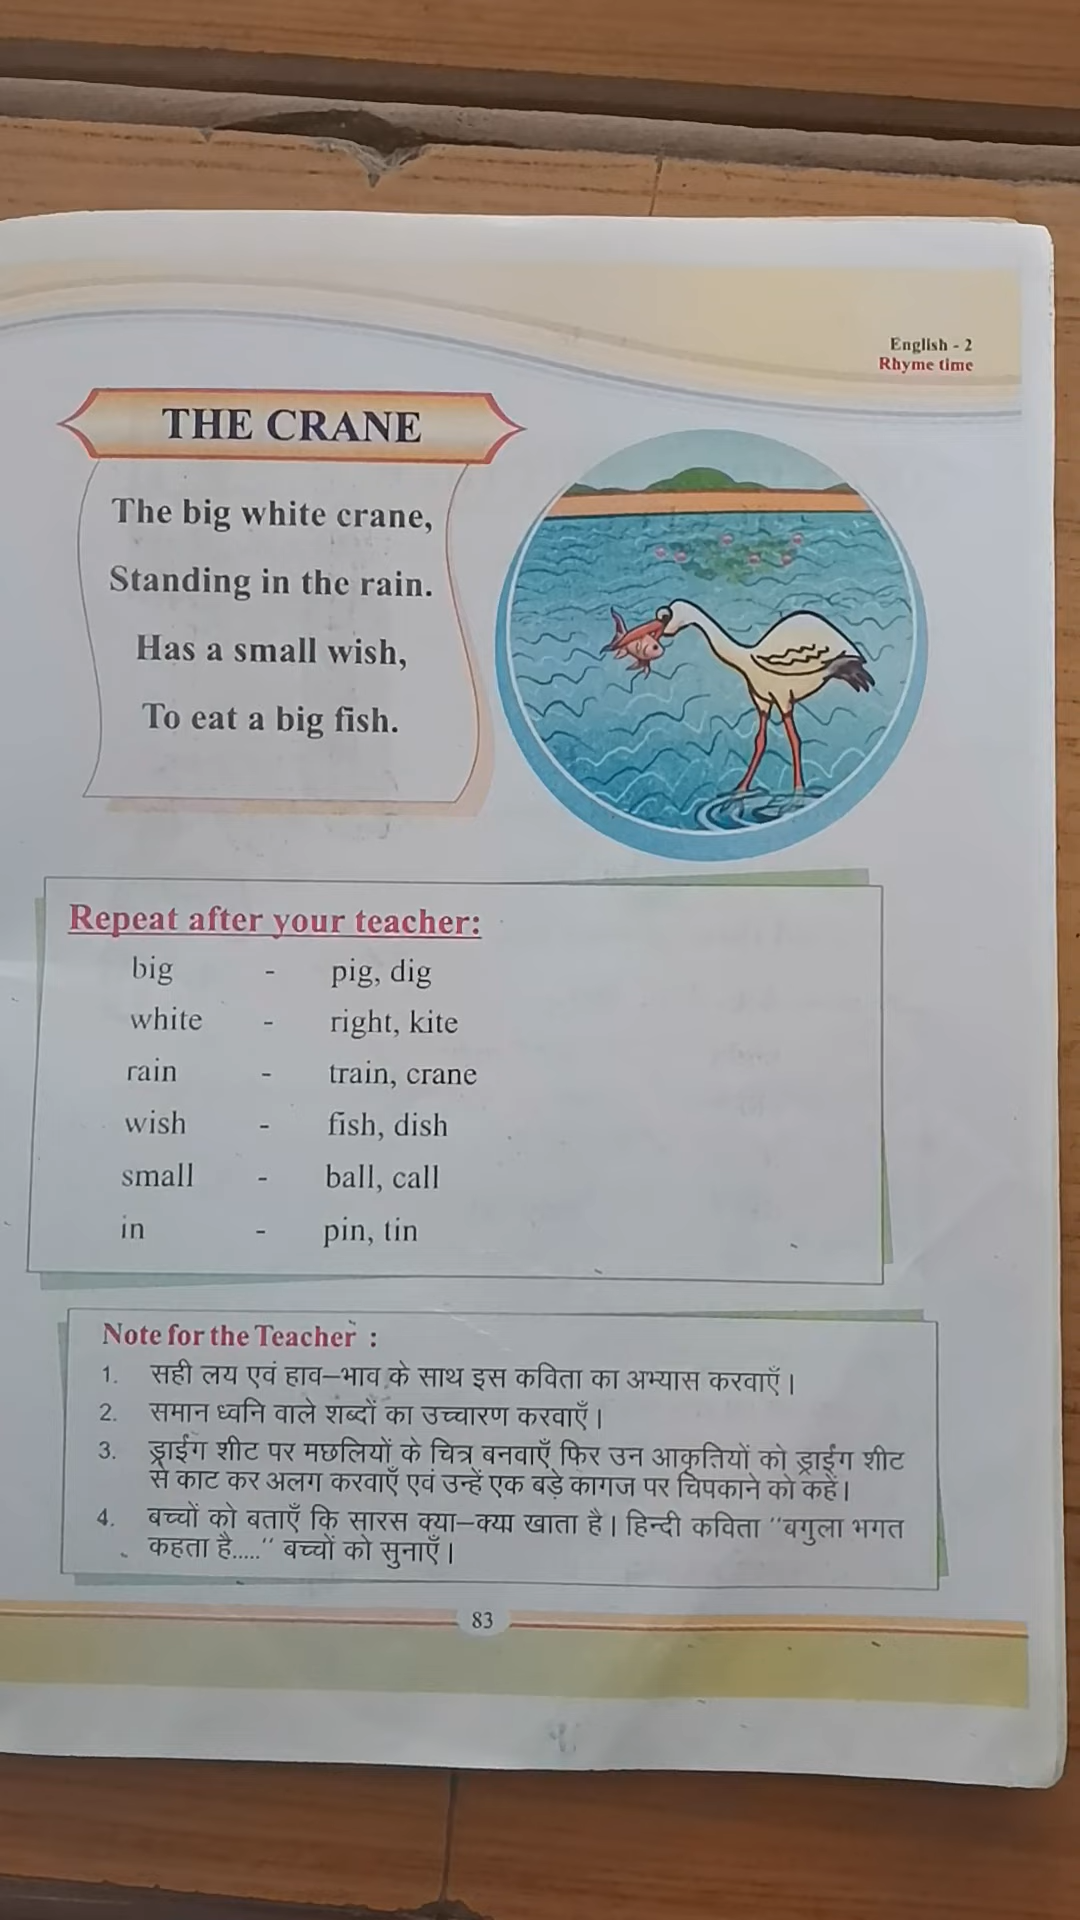 English - 2
Rhyme time
THE CRANE
The big white crane,
Standing in the rain.
Has a small wish,
To eat a big fish.
Repeat after your teacher:
big - pig, dig
white - right, kite
rain - train, crane
wish - fish, dish
small - ball, call
in - pin, tin
Note for the Teacher :
1. सही लय एवं हाव–भाव के साथ इस कविता का अभ्यास करवाएँ।
2. समान ध्वनि वाले शब्दों का उच्चारण करवाएँ।
3. ड्राईंग शीट पर मछलियों के चित्र बनवाएँ फिर उन आकृतियों को ड्राईंग शीट
से काट कर अलग करवाएँ एवं उन्हें एक बड़े कागज पर चिपकाने को कहें।
4. बच्चों को बताएँ कि सारस क्या–क्या खाता है। हिन्दी कविता "बगुला भगत
कहता है....." बच्चों को सुनाएँ।
83